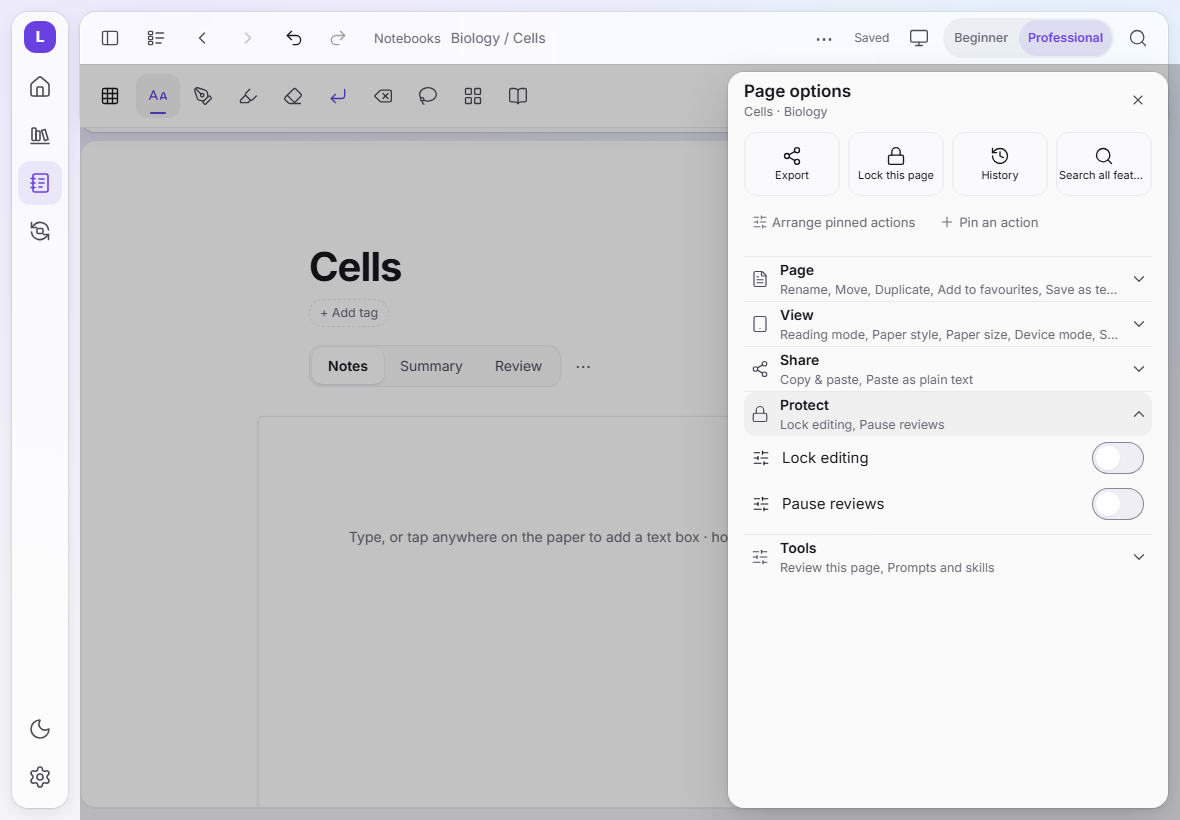 L
Notebooks Biology / Cells
Saved
Beginner Professional
AA
Cells
+ Add tag
Notes Summary Review
Type, or tap anywhere on the paper to add a text box · ho
Page options
Cells · Biology
Export
Lock this page
History
Search all feat...
Arrange pinned actions
Pin an action
Page
Rename, Move, Duplicate, Add to favourites, Save as te...
View
Reading mode, Paper style, Paper size, Device mode, S...
Share
Copy & paste, Paste as plain text
Protect
Lock editing, Pause reviews
Lock editing
Pause reviews
Tools
Review this page, Prompts and skills